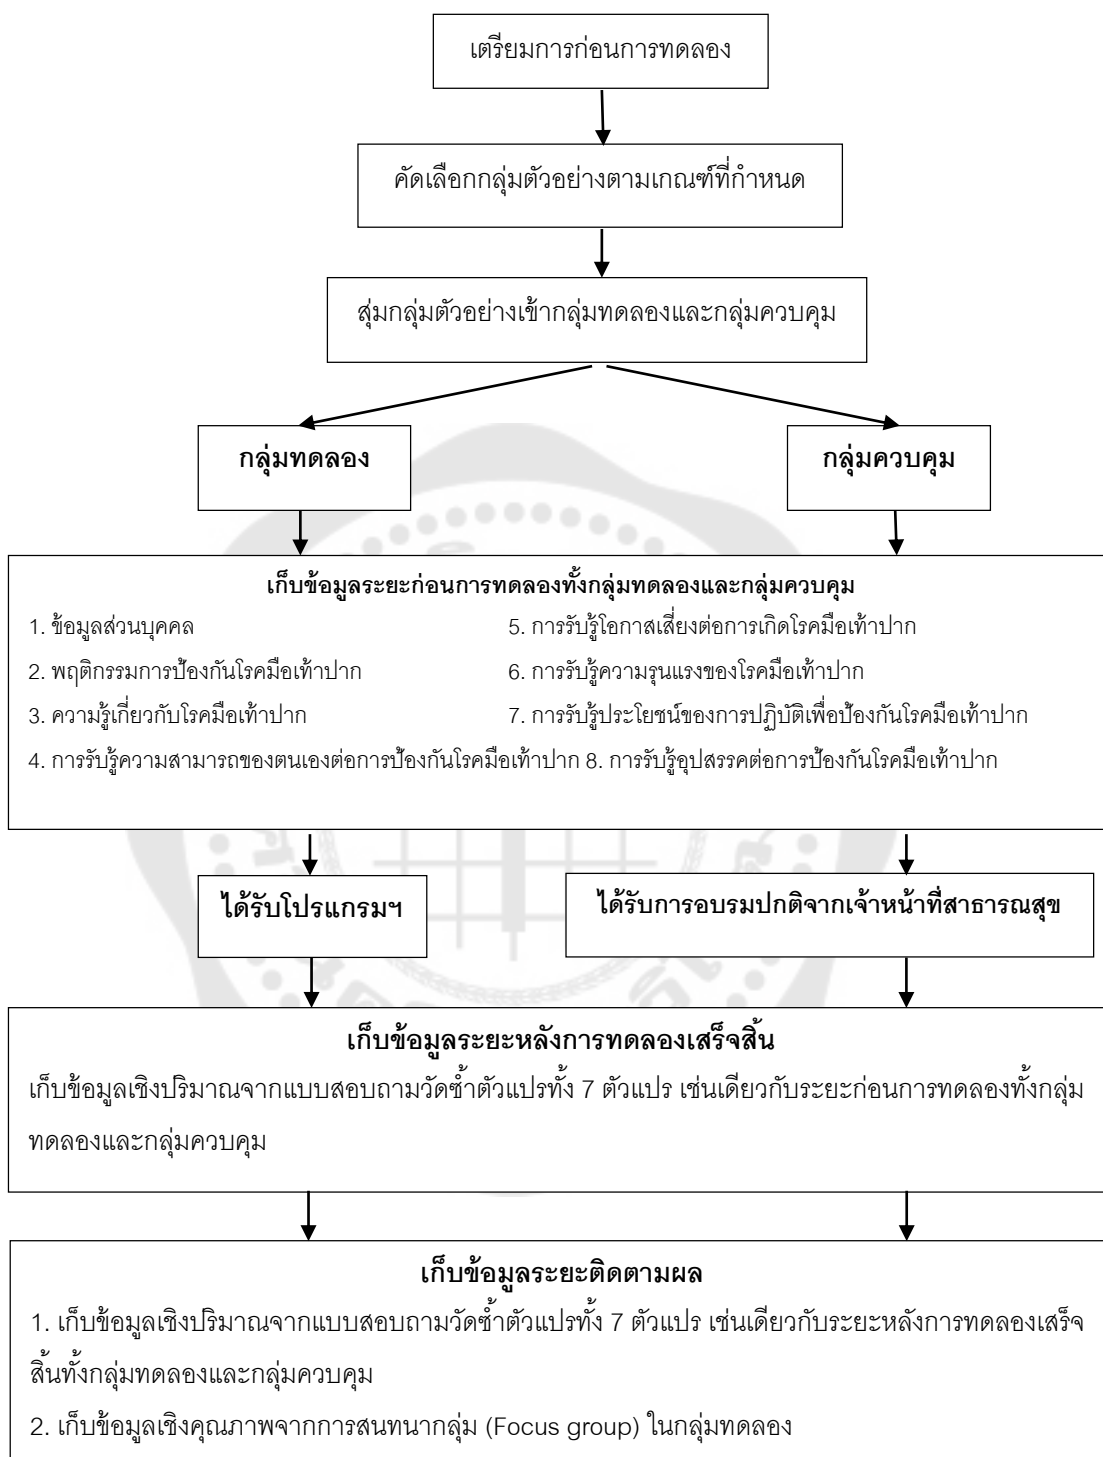 เตรียมการก่อนการทดลอง
คัดเลือกกลุ่มตัวอย่างตามเกณฑ์ที่กำหนด
สุ่มกลุ่มตัวอย่างเข้ากลุ่มทดลองและกลุ่มควบคุม
กลุ่มทดลอง
กลุ่มควบคุม
เก็บข้อมูลระยะก่อนการทดลองทั้งกลุ่มทดลองและกลุ่มควบคุม
1. ข้อมูลส่วนบุคคล
5. การรับรู้โอกาสเสี่ยงต่อการเกิดโรคมือเท้าปาก
2. พฤติกรรมการป้องกันโรคมือเท้าปาก
6. การรับรู้ความรุนแรงของโรคมือเท้าปาก
3. ความรู้เกี่ยวกับโรคมือเท้าปาก
7. การรับรู้ประโยชน์ของการปฏิบัติเพื่อป้องกันโรคมือเท้าปาก
4. การรับรู้ความสามารถของตนเองต่อการป้องกันโรคมือเท้าปาก 8. การรับรู้อุปสรรคต่อการป้องกันโรคมือเท้าปาก
ได้รับโปรแกรมฯ
ได้รับการอบรมปกติจากเจ้าหน้าที่สาธารณสุข
เก็บข้อมูลระยะหลังการทดลองเสร็จสิ้น
เก็บข้อมูลเชิงปริมาณจากแบบสอบถามวัดซ้ำตัวแปรทั้ง 7 ตัวแปร เช่นเดียวกับระยะก่อนการทดลองทั้งกลุ่ม
ทดลองและกลุ่มควบคุม
เก็บข้อมูลระยะติดตามผล
1. เก็บข้อมูลเชิงปริมาณจากแบบสอบถามวัดซ้ำตัวแปรทั้ง 7 ตัวแปร เช่นเดียวกับระยะหลังการทดลองเสร็จ
สิ้นทั้งกลุ่มทดลองและกลุ่มควบคุม
2. เก็บข้อมูลเชิงคุณภาพจากการสนทนากลุ่ม (Focus group) ในกลุ่มทดลอง